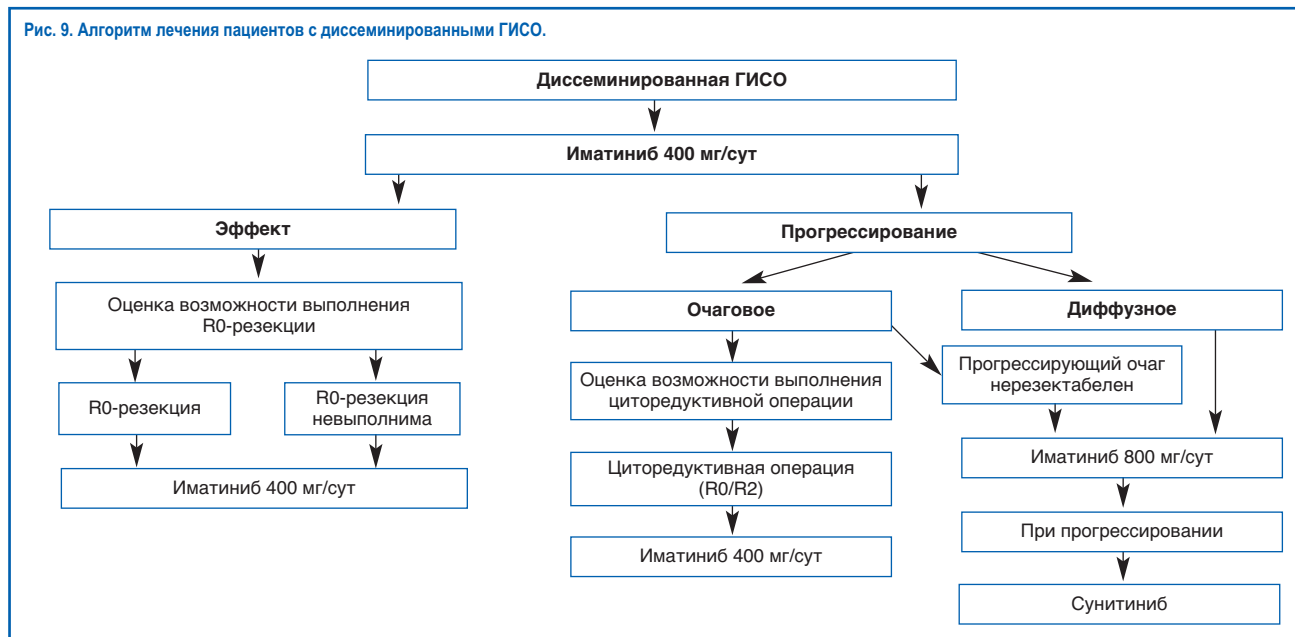 Рис. 9. Алгоритм лечения пациентов с диссеминированными ГИСО.
Диссеминированная ГИСО
Иматиниб 400 мг/сут
Эффект
Оценка возможности выполнения
R0-резекции
R0-резекция
R0-резекция
невыполнима
Иматиниб 400 мг/сут
Прогрессирование
Очаговое
Оценка возможности выполнения
циторедуктивной операции
Циторедуктивная операция
(R0/R2)
Иматиниб 400 мг/сут
Диффузное
Прогрессирующий очаг
нерезектабелен
Иматиниб 800 мг/сут
При прогрессировании
Сунитиниб